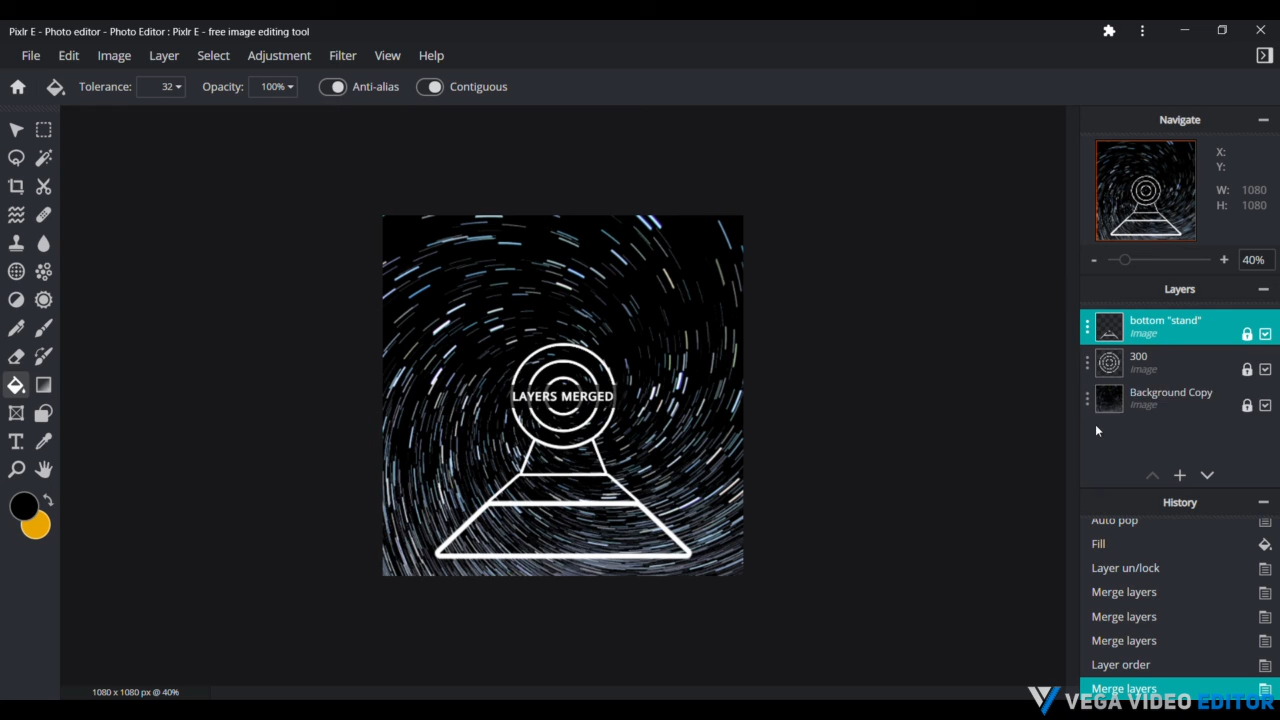 Pixlr E - Photo editor - Photo Editor : Pixlr E - free image editing tool
File Edit Image Layer Select Adjustment Filter View Help
Tolerance: 32 Opacity: 100% Anti-alias Contiguous
Navigate
X:
Y:
W: 1080
H: 1080
- + 40%
Layers
bottom "stand"
Image
300
Image
Background Copy
Image
LAYERS MERGED
History
Auto pop
Fill
Layer un/lock
Merge layers
Merge layers
Merge layers
Layer order
Merge layers
1080 x 1080 px @ 40%
VEGA VIDEO EDITOR